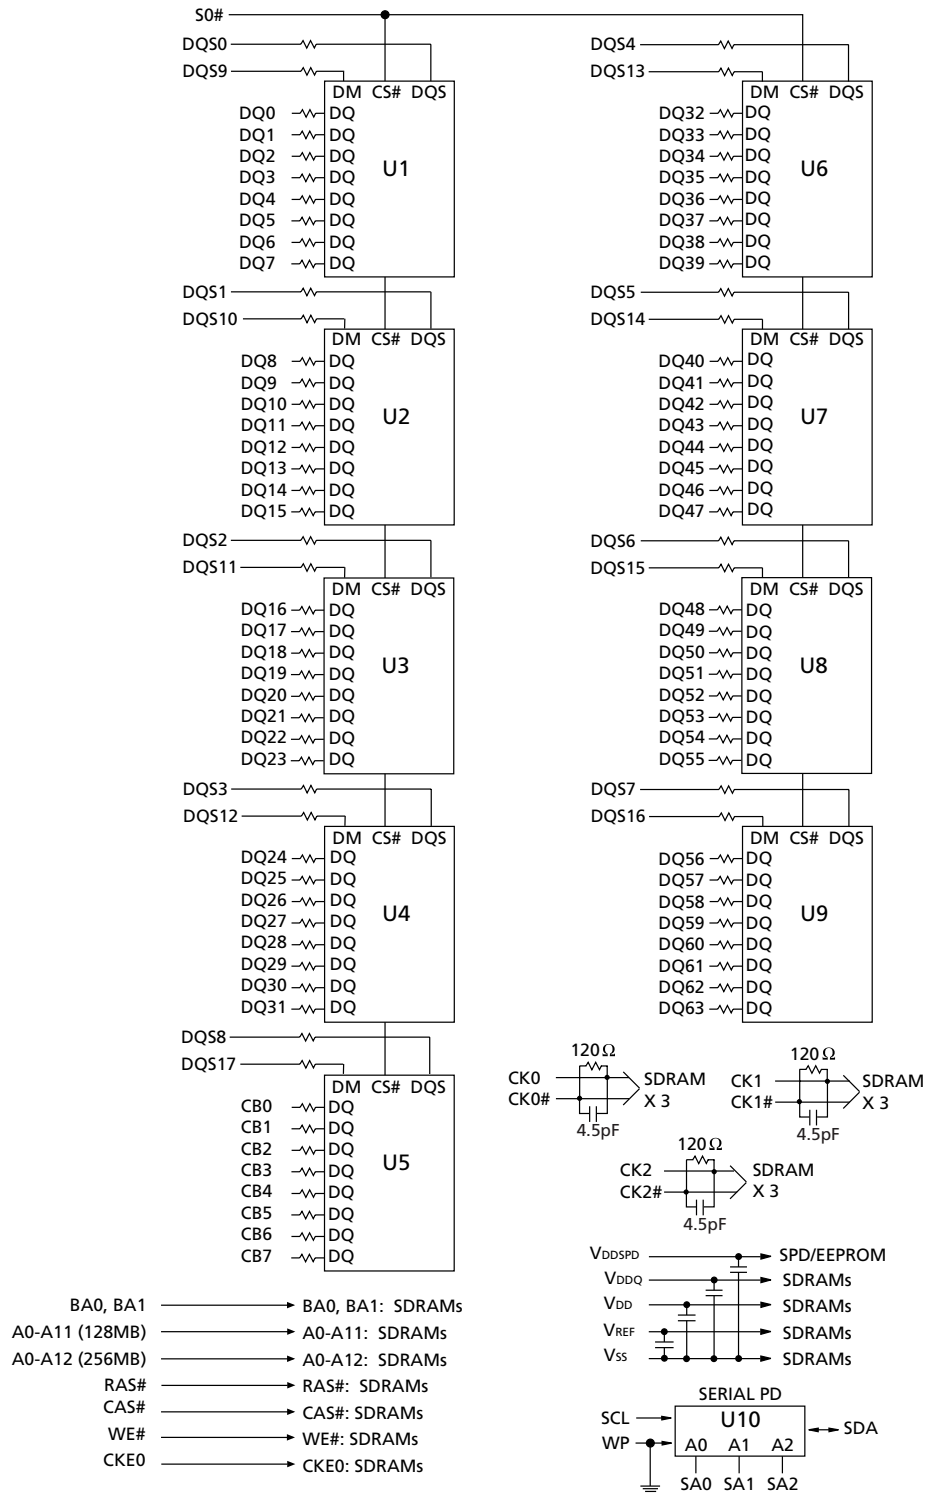 S0#
DQS0
DQS9
DM CS# DQS
DQ0 DQ
DQ1 DQ
DQ2 DQ
DQ3 DQ
DQ4 DQ
DQ5 DQ
DQ6 DQ
DQ7 DQ
U1
DQS1
DQS10
DM CS# DQS
DQ8 DQ
DQ9 DQ
DQ10 DQ
DQ11 DQ
DQ12 DQ
DQ13 DQ
DQ14 DQ
DQ15 DQ
U2
DQS2
DQS11
DM CS# DQS
DQ16 DQ
DQ17 DQ
DQ18 DQ
DQ19 DQ
DQ20 DQ
DQ21 DQ
DQ22 DQ
DQ23 DQ
U3
DQS3
DQS12
DM CS# DQS
DQ24 DQ
DQ25 DQ
DQ26 DQ
DQ27 DQ
DQ28 DQ
DQ29 DQ
DQ30 DQ
DQ31 DQ
U4
DQS8
DQS17
DM CS# DQS
CB0 DQ
CB1 DQ
CB2 DQ
CB3 DQ
CB4 DQ
CB5 DQ
CB6 DQ
CB7 DQ
U5
DQS4
DQS13
DM CS# DQS
DQ32 DQ
DQ33 DQ
DQ34 DQ
DQ35 DQ
DQ36 DQ
DQ37 DQ
DQ38 DQ
DQ39 DQ
U6
DQS5
DQS14
DM CS# DQS
DQ40 DQ
DQ41 DQ
DQ42 DQ
DQ43 DQ
DQ44 DQ
DQ45 DQ
DQ46 DQ
DQ47 DQ
U7
DQS6
DQS15
DM CS# DQS
DQ48 DQ
DQ49 DQ
DQ50 DQ
DQ51 DQ
DQ52 DQ
DQ53 DQ
DQ54 DQ
DQ55 DQ
U8
DQS7
DQS16
DM CS# DQS
DQ56 DQ
DQ57 DQ
DQ58 DQ
DQ59 DQ
DQ60 DQ
DQ61 DQ
DQ62 DQ
DQ63 DQ
U9
120Ω
CK0 SDRAM
CK0# X 3
4.5pF
120Ω
CK1 SDRAM
CK1# X 3
4.5pF
120Ω
CK2 SDRAM
CK2# X 3
4.5pF
VDDSPD SPD/EEPROM
VDDQ SDRAMs
VDD SDRAMs
VREF SDRAMs
VSS SDRAMs
BA0, BA1 BA0, BA1: SDRAMs
A0-A11 (128MB) A0-A11: SDRAMs
A0-A12 (256MB) A0-A12: SDRAMs
RAS# RAS#: SDRAMs
CAS# CAS#: SDRAMs
WE# WE#: SDRAMs
CKE0 CKE0: SDRAMs
SERIAL PD
SCL U10 SDA
WP A0 A1 A2
SA0 SA1 SA2